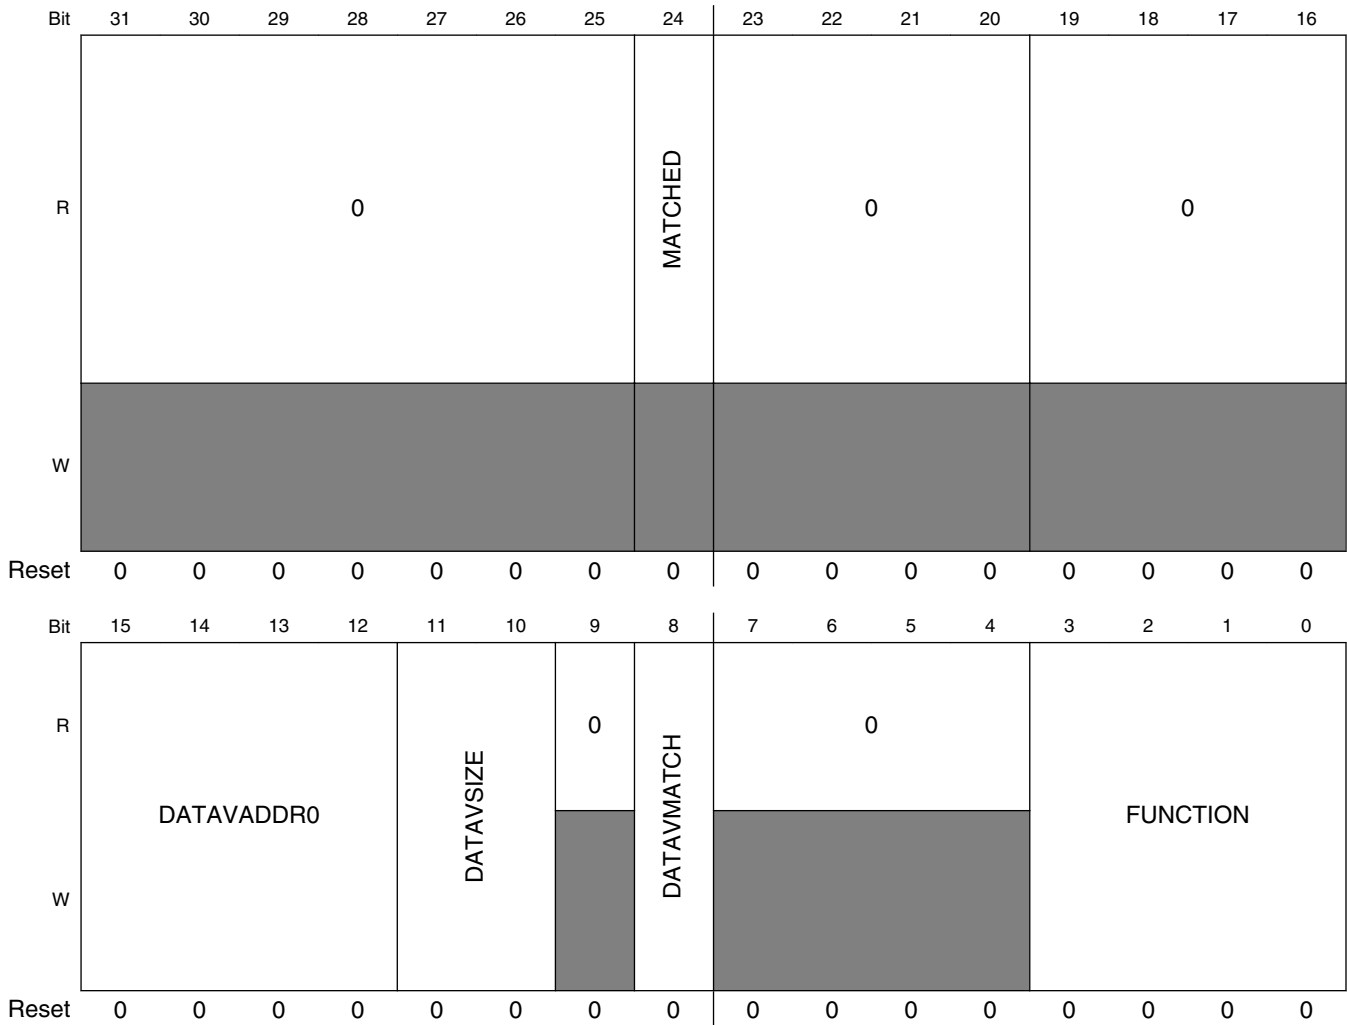 Bit 31 30 29 28 27 26 25 24 23 22 21 20 19 18 17 16
R 0 MATCHED 0 0
W
Reset 0 0 0 0 0 0 0 0 0 0 0 0 0 0 0 0
Bit 15 14 13 12 11 10 9 8 7 6 5 4 3 2 1 0
R 0 0
DATAVADDR0 DATAVSIZE DATAVMATCH FUNCTION
W
Reset 0 0 0 0 0 0 0 0 0 0 0 0 0 0 0 0